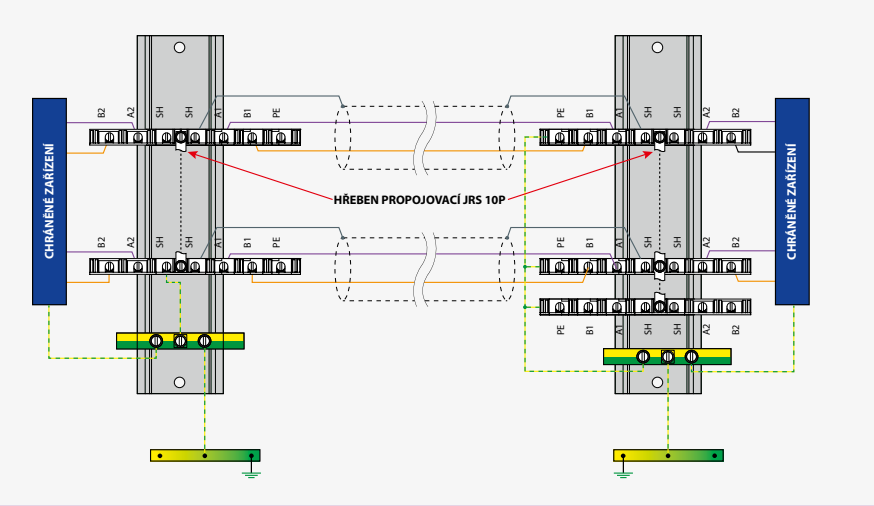 B2 A2 SH SH A1 B1 PE
PE B1 A1 SH SH A2 B2
CHRÁNĚNÉ ZAŘÍZENÍ
HŘEBEN PROPOJOVACÍ JRS 10P
CHRÁNĚNÉ ZAŘÍZENÍ
B2 A2 SH SH A1 B1 PE
PE B1 A1 SH SH A2 B2
PE B1 A1 SH SH A2 B2